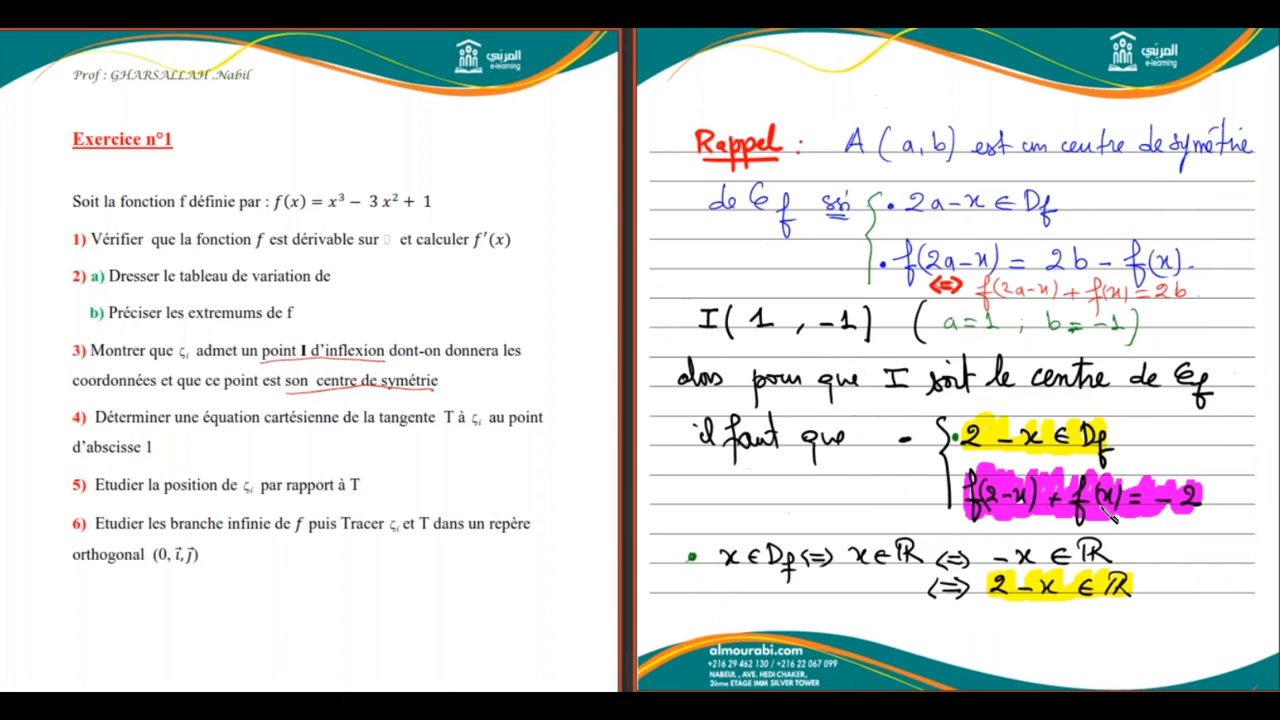 Prof : GHARSALLAH .Nabil
المربّي
e-learning
Exercice n°1
Soit la fonction f définie par : f(x) = x³ − 3 x² + 1
1) Vérifier que la fonction f est dérivable sur et calculer f′(x)
2) a) Dresser le tableau de variation de
b) Préciser les extremums de f
3) Montrer que ζf admet un point I d’inflexion dont-on donnera les
coordonnées et que ce point est son centre de symétrie
4) Déterminer une équation cartésienne de la tangente T à ζf au point
d’abscisse 1
5) Etudier la position de ζf par rapport à T
6) Etudier les branche infinie de f puis Tracer ζf et T dans un repère
orthogonal (0, i⃗, j⃗)
المربّي
e-learning
Rappel : A (a, b) est un centre de symétrie
de Cf ssi { • 2a-x ∈ Df
• f(2a-x) = 2b - f(x).
⇔ f(2a-x) + f(x) = 2b
I( 1 , -1) ( a=1 ; b=-1)
alors pour que I soit le centre de Cf
il faut que - { • 2 - x ∈ Df
f(2-x) + f(x) = -2
• x ∈ Df ⇔ x ∈ ℝ ⇔ -x ∈ ℝ
⇔ 2 - x ∈ ℝ
almourabi.com
+216 29 462 130 / +216 22 067 099
NABEUL, AVE. HEDI CHAKER,
2ème ETAGE IMM SILVER TOWER